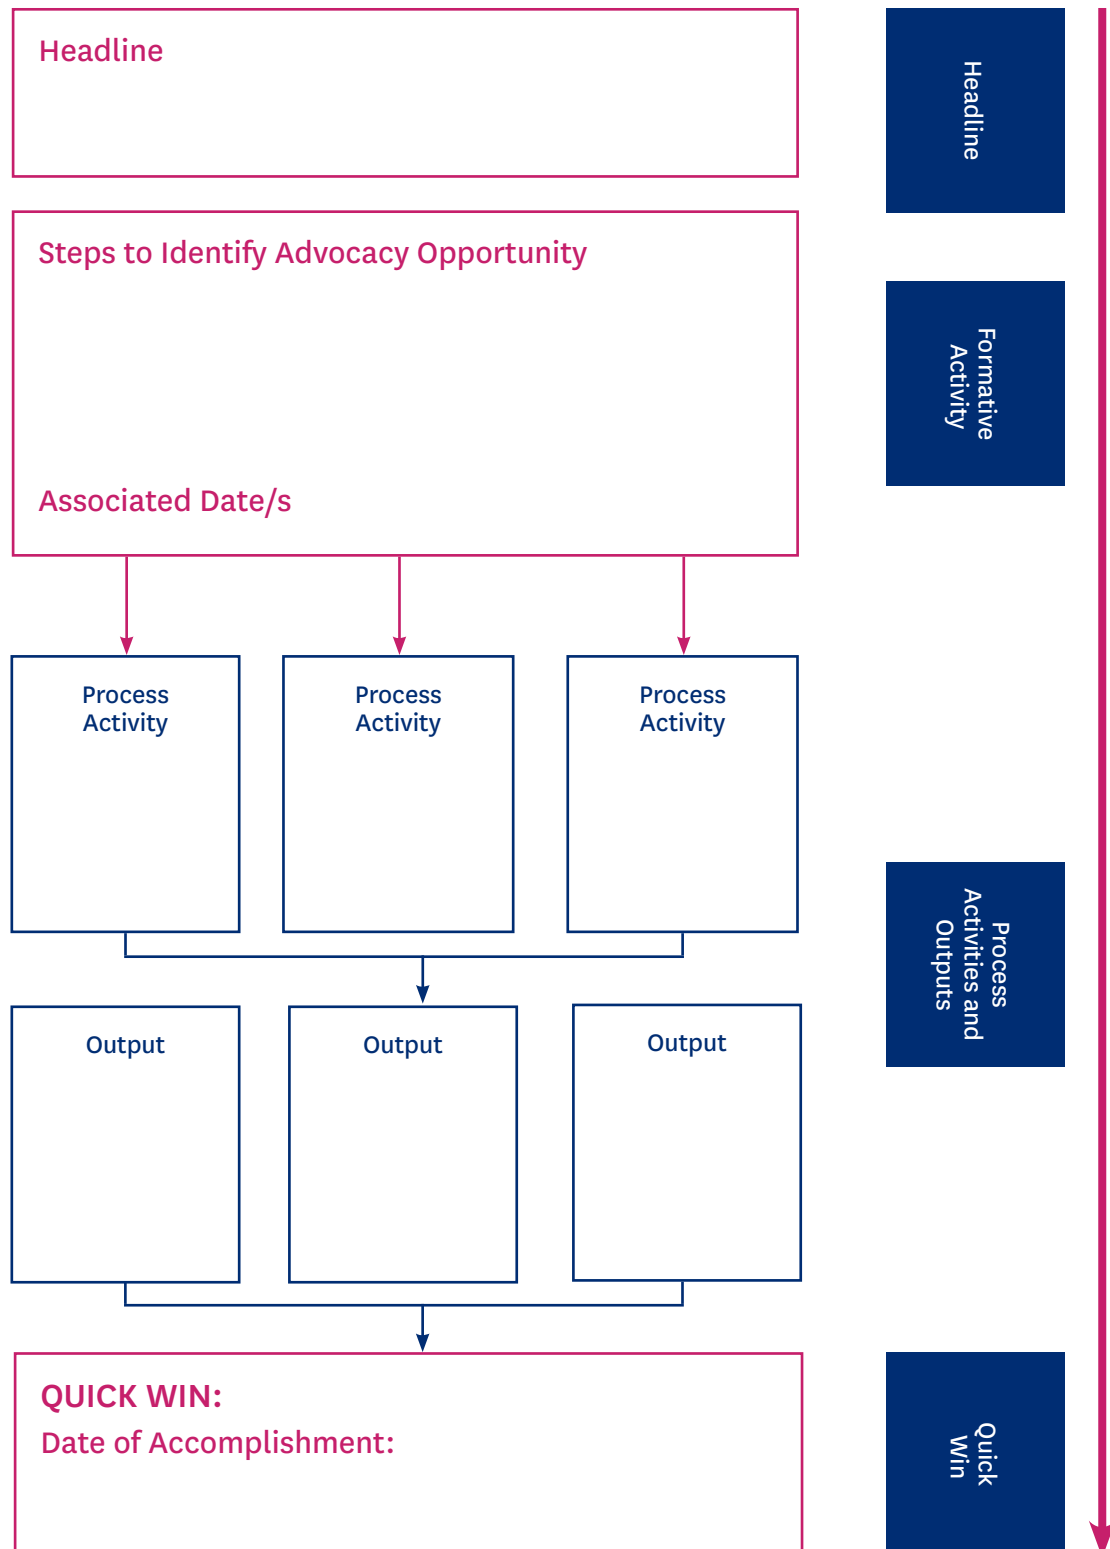 Headline
Headline
Steps to Identify Advocacy Opportunity
Associated Date/s
Formative
Activity
Process
Activity
Process
Activity
Process
Activity
Process
Activities and
Outputs
Output
Output
Output
QUICK WIN:
Date of Accomplishment:
Quick
Win